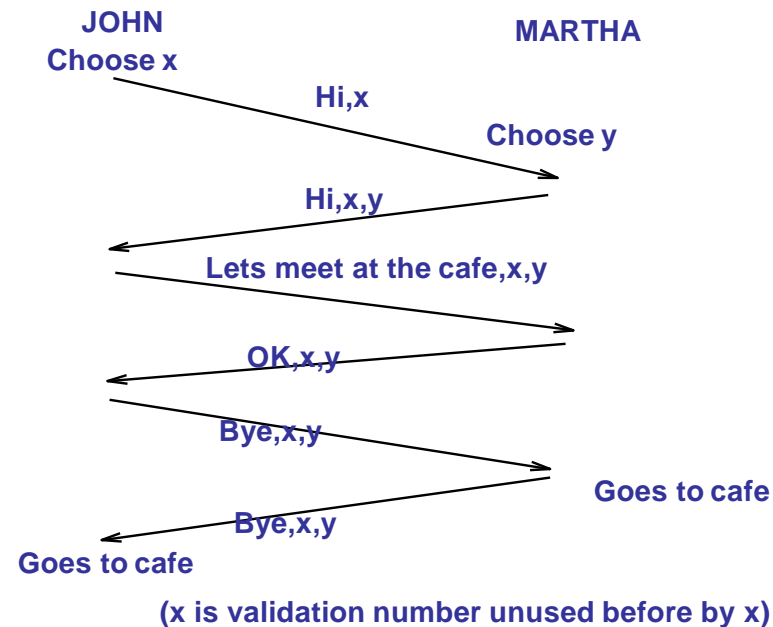 JOHN
MARTHA
Choose x
Hi,x
Choose y
Hi,x,y
Lets meet at the cafe,x,y
OK,x,y
Bye,x,y
Goes to cafe
Bye,x,y
Goes to cafe
(x is validation number unused before by x)